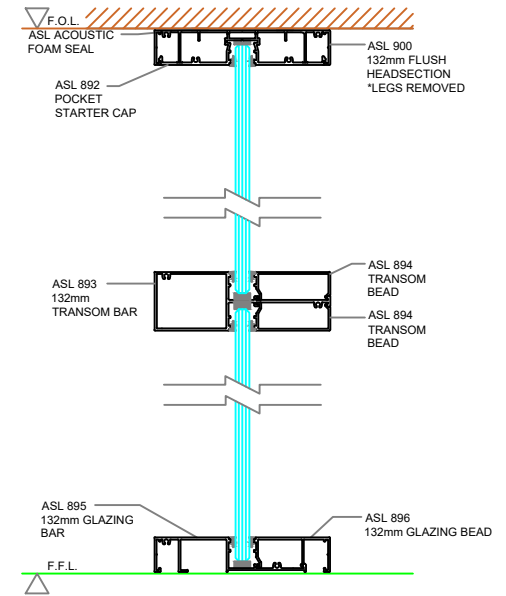 F.O.L.
ASL ACOUSTIC
FOAM SEAL
ASL 892
POCKET
STARTER CAP
ASL 900
132mm FLUSH
HEADSECTION
*LEGS REMOVED
ASL 893
132mm
TRANSOM BAR
ASL 894
TRANSOM
BEAD
ASL 894
TRANSOM
BEAD
ASL 895
132mm GLAZING
BAR
ASL 896
132mm GLAZING BEAD
F.F.L.